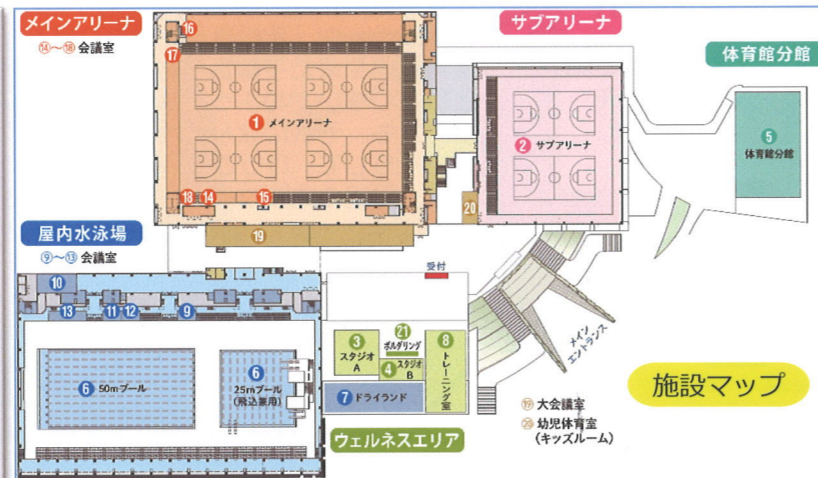 メインアリーナ
⑭〜⑱ 会議室
サブアリーナ
体育館分館
⑯
⑰
① メインアリーナ
② サブアリーナ
⑤
体育館分館
⑱ ⑭ ⑮
⑲
⑳
屋内水泳場
⑨〜⑬ 会議室
受付
⑩
⑬ ⑪ ⑫ ⑨
メイン
エントランス
③
スタジオ
A
㉑
ボルダリング
④ スタジオ
B
⑧
トレーニング室
⑥ 50mプール
⑥
25mプール
(飛込兼用)
⑦ ドライランド
ウェルネスエリア
施設マップ
⑲ 大会議室
⑳ 幼児体育室
(キッズルーム)